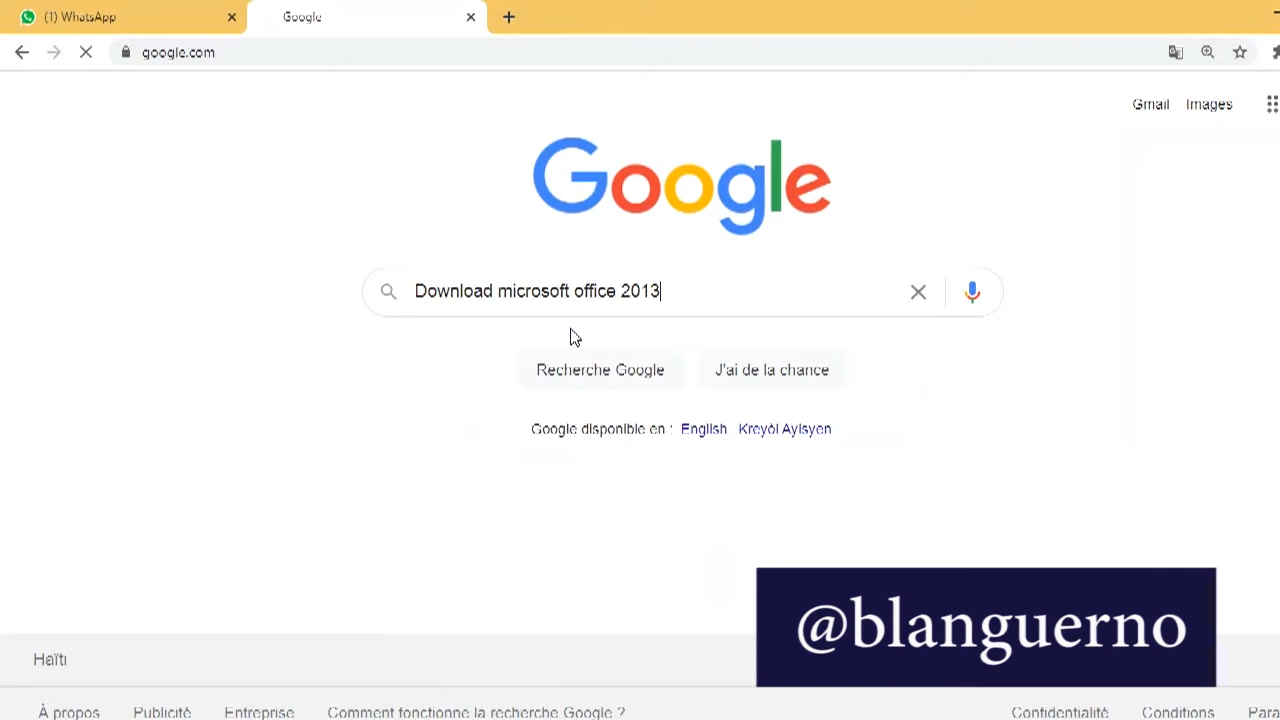 (1) WhatsApp
Google
google.com
Gmail Images
Google
Download microsoft office 2013
Recherche Google J'ai de la chance
Google disponible en : English Kreyòl Ayisyen
@blanguerno
Haïti
À propos Publicité Entreprise Comment fonctionne la recherche Google ? Confidentialité Conditions Para